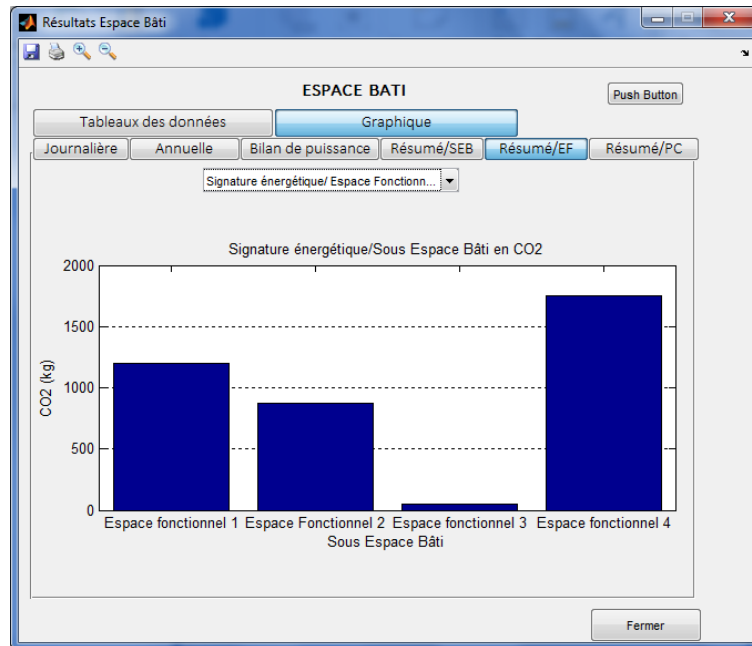 Résultats Espace Bâti
ESPACE BATI
Push Button
Tableaux des données
Graphique
Journalière
Annuelle
Bilan de puissance
Résumé/SEB
Résumé/EF
Résumé/PC
Signature énergétique/ Espace Fonctionn...
Signature énergétique/Sous Espace Bâti en CO2
2000
1500
1000
500
0
CO2 (kg)
Espace fonctionnel 1 Espace Fonctionnel 2 Espace fonctionnel 3 Espace fonctionnel 4
Sous Espace Bâti
Fermer